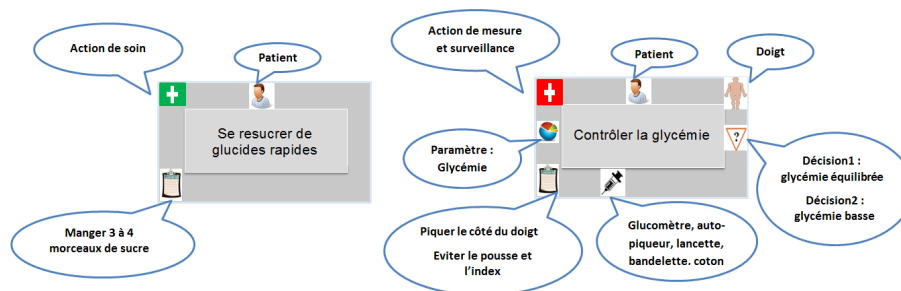 Action de soin
Patient
Se resucrer de
glucides rapides
Manger 3 à 4
morceaux de sucre
Action de mesure
et surveillance
Patient
Doigt
Contrôler la glycémie
?
Paramètre :
Glycémie
Décision1 :
glycémie équilibrée
Décision2 :
glycémie basse
Piquer le côté du doigt
Eviter le pousse et
l'index
Glucomètre, auto-
piqueur, lancette,
bandelette. coton